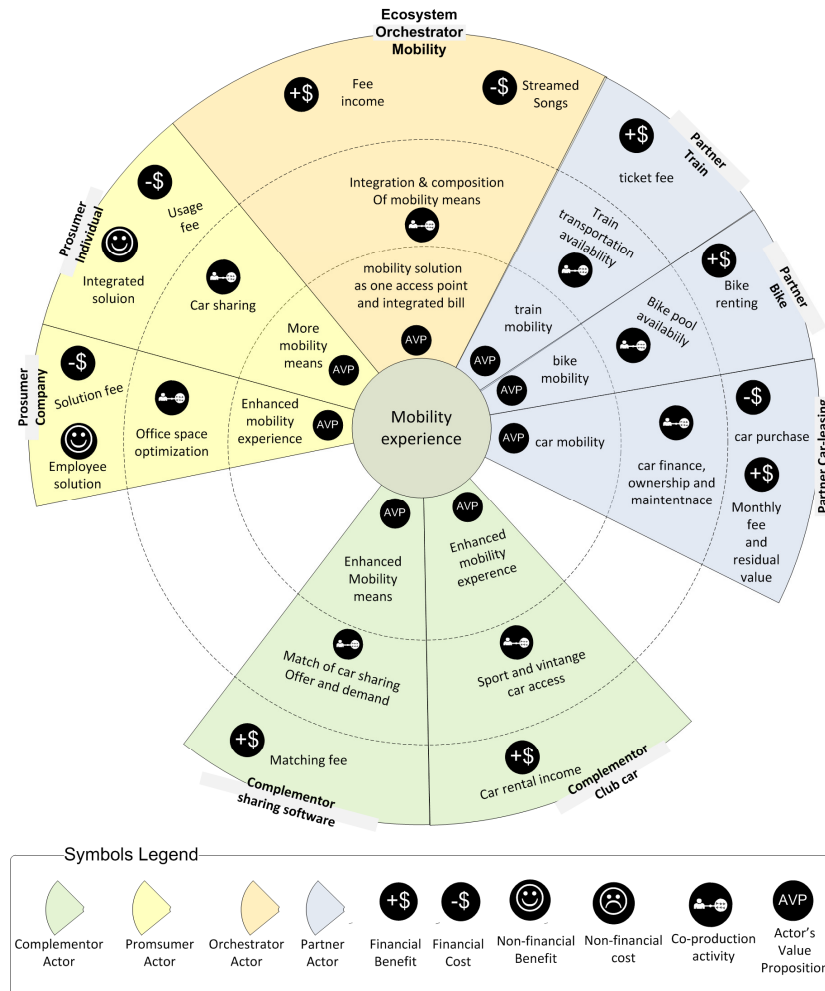 Ecosystem
Orchestrator
Mobility
+$
Fee
income
-$
Streamed
Songs
Integration & composition
Of mobility means
mobility solution
as one access point
and integrated bill
AVP
Partner
Train
+$
ticket fee
Train
transportation
availability
train
mobility
AVP
Partner
Bike
+$
Bike
renting
Bike pool
availabiliy
bike
mobility
AVP
Partner Car-leasing
-$
car purchase
+$
Monthly
fee
and
residual
value
car finance,
ownership and
maintentnace
car mobility
AVP
Prosumer
Individual
-$
Usage
fee
Integrated
soluion
Car sharing
More
mobility
means
AVP
Prosumer
Company
-$
Solution fee
Employee
solution
Office space
optimization
Enhanced
mobility
experience
AVP
Mobility
experience
AVP
Enhanced
Mobility
means
Match of car sharing
Offer and demand
+$
Matching fee
Complementor
sharing software
AVP
Enhanced
mobility
experence
Sport and vintange
car access
+$
Car rental income
Complementor
Club car
Symbols Legend
Complementor
Actor
Promsumer
Actor
Orchestrator
Actor
Partner
Actor
+$
Financial
Benefit
-$
Financial
Cost
Non-financial
Benefit
Non-financial
cost
Co-production
activity
AVP
Actor's
Value
Proposition